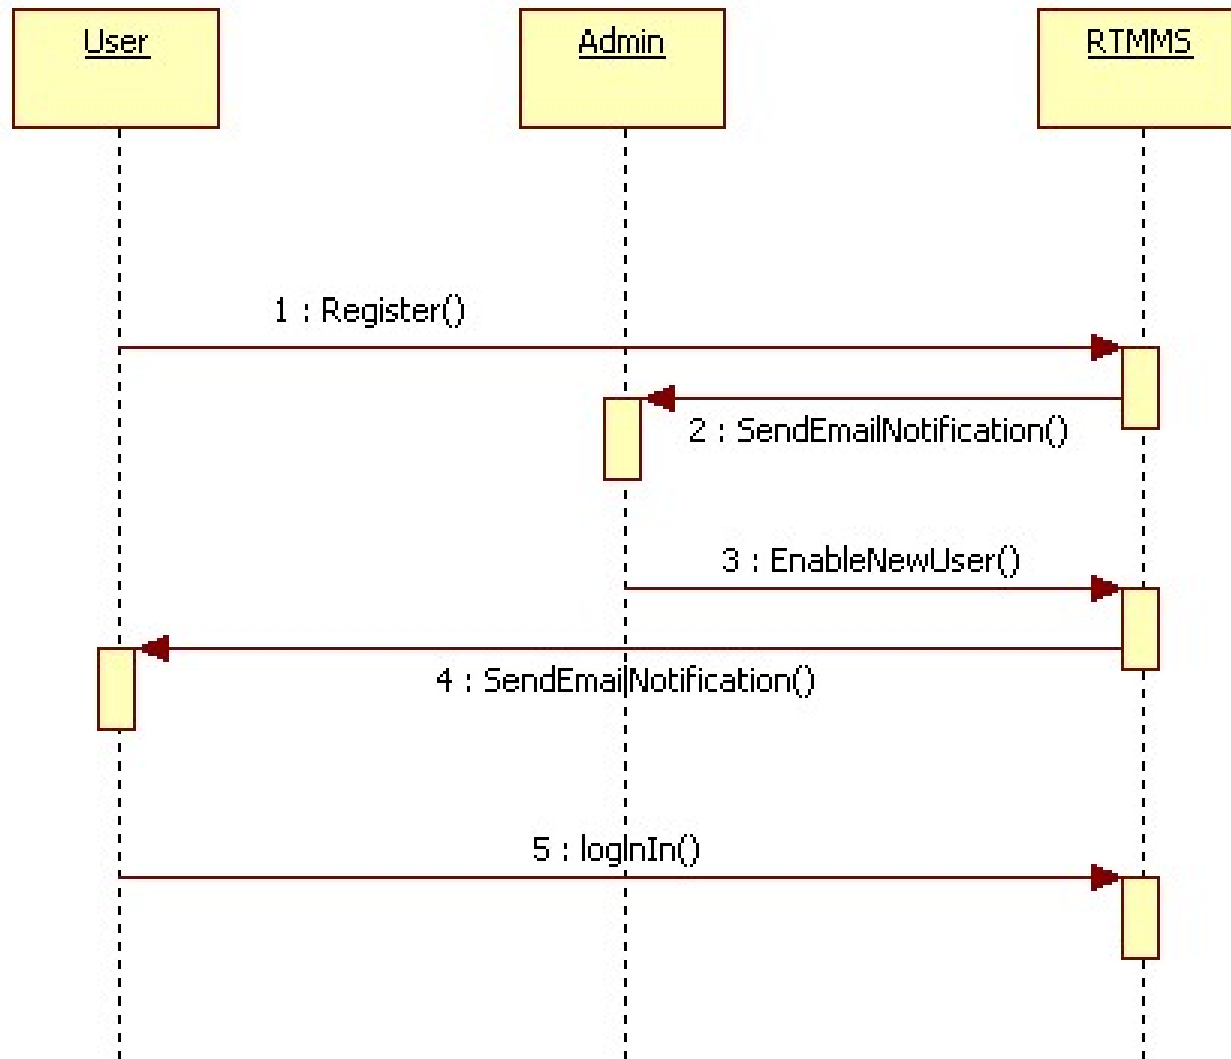 User
Admin
RTMMS
1 : Register()
2 : SendEmailNotification()
3 : EnableNewUser()
4 : SendEmailNotification()
5 : logInIn()